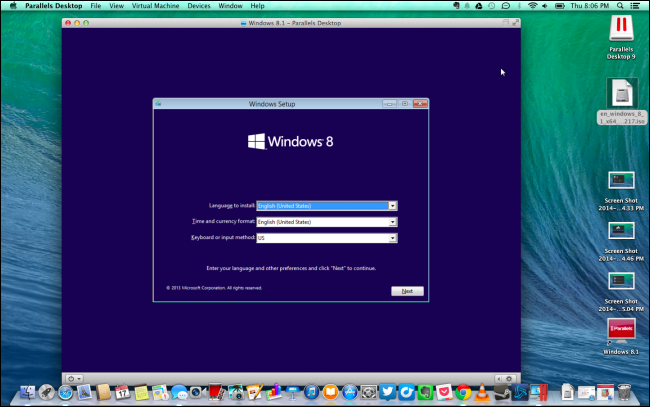 Parallels Desktop File View Virtual Machine Devices Window Help Thu 8:06 PM
Windows 8.1 – Parallels Desktop
Parallels
Desktop 9
en_windows_8_
1_x64_...217.iso
Windows Setup
Windows 8
Language to install: English (United States)
Time and currency format: English (United States)
Keyboard or input method: US
Enter your language and other preferences and click "Next" to continue.
© 2013 Microsoft Corporation. All rights reserved.
Next
Screen Shot
2014-...4.33 PM
Screen Shot
2014-...4.46 PM
Screen Shot
2014-...5.04 PM
|| Parallels
Windows 8.1
17